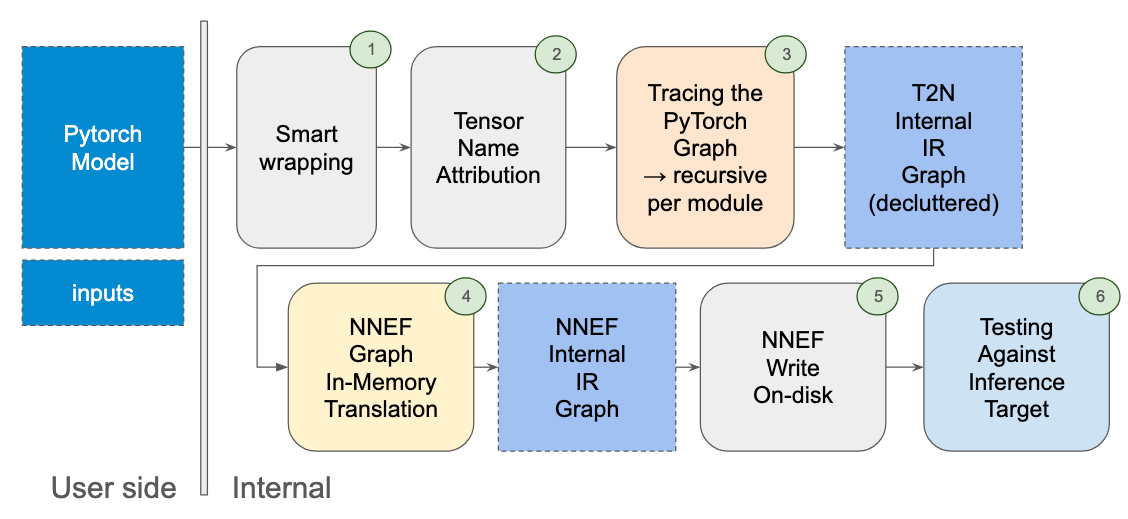 Pytorch
Model
inputs
1
Smart
wrapping
2
Tensor
Name
Attribution
3
Tracing the
PyTorch
Graph
→ recursive
per module
T2N
Internal
IR
Graph
(decluttered)
4
NNEF
Graph
In-Memory
Translation
NNEF
Internal
IR
Graph
5
NNEF
Write
On-disk
6
Testing
Against
Inference
Target
User side
Internal